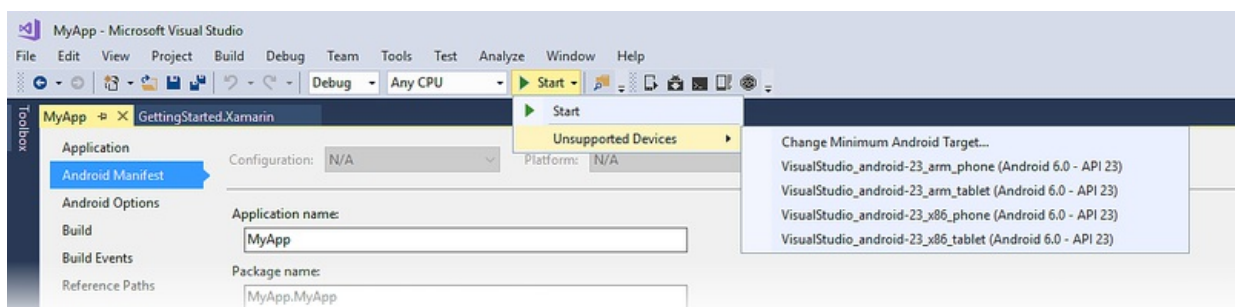 MyApp - Microsoft Visual Studio
File Edit View Project Build Debug Team Tools Test Analyze Window Help
Debug Any CPU Start
Toolbox
MyApp GettingStarted.Xamarin
Start
Unsupported Devices
Change Minimum Android Target...
VisualStudio_android-23_arm_phone (Android 6.0 - API 23)
VisualStudio_android-23_arm_tablet (Android 6.0 - API 23)
VisualStudio_android-23_x86_phone (Android 6.0 - API 23)
VisualStudio_android-23_x86_tablet (Android 6.0 - API 23)
Application
Android Manifest
Android Options
Build
Build Events
Reference Paths
Configuration: N/A Platform: N/A
Application name:
MyApp
Package name:
MyApp.MyApp